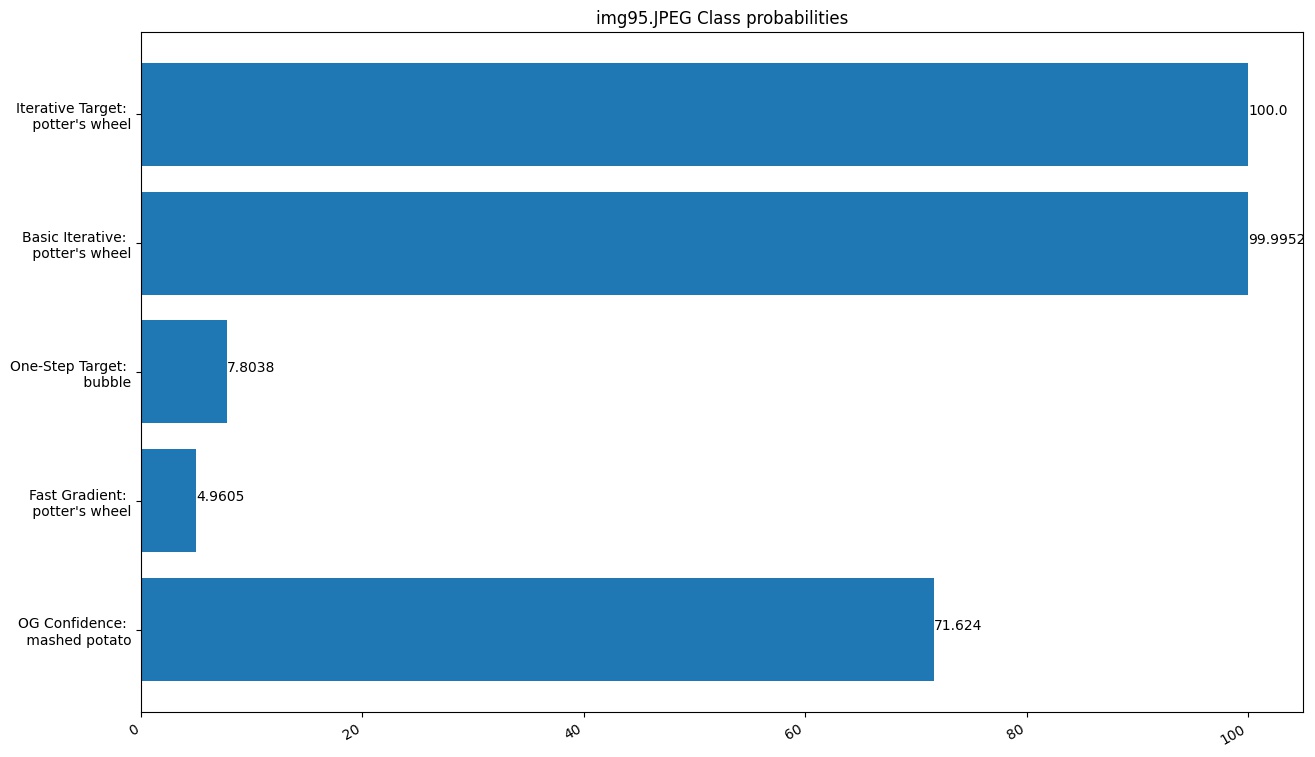 img95.JPEG Class probabilities
Iterative Target:
potter's wheel
100.0
Basic Iterative:
potter's wheel
99.9952
One-Step Target:
bubble
7.8038
Fast Gradient:
potter's wheel
4.9605
OG Confidence:
mashed potato
71.624
0
20
40
60
80
100